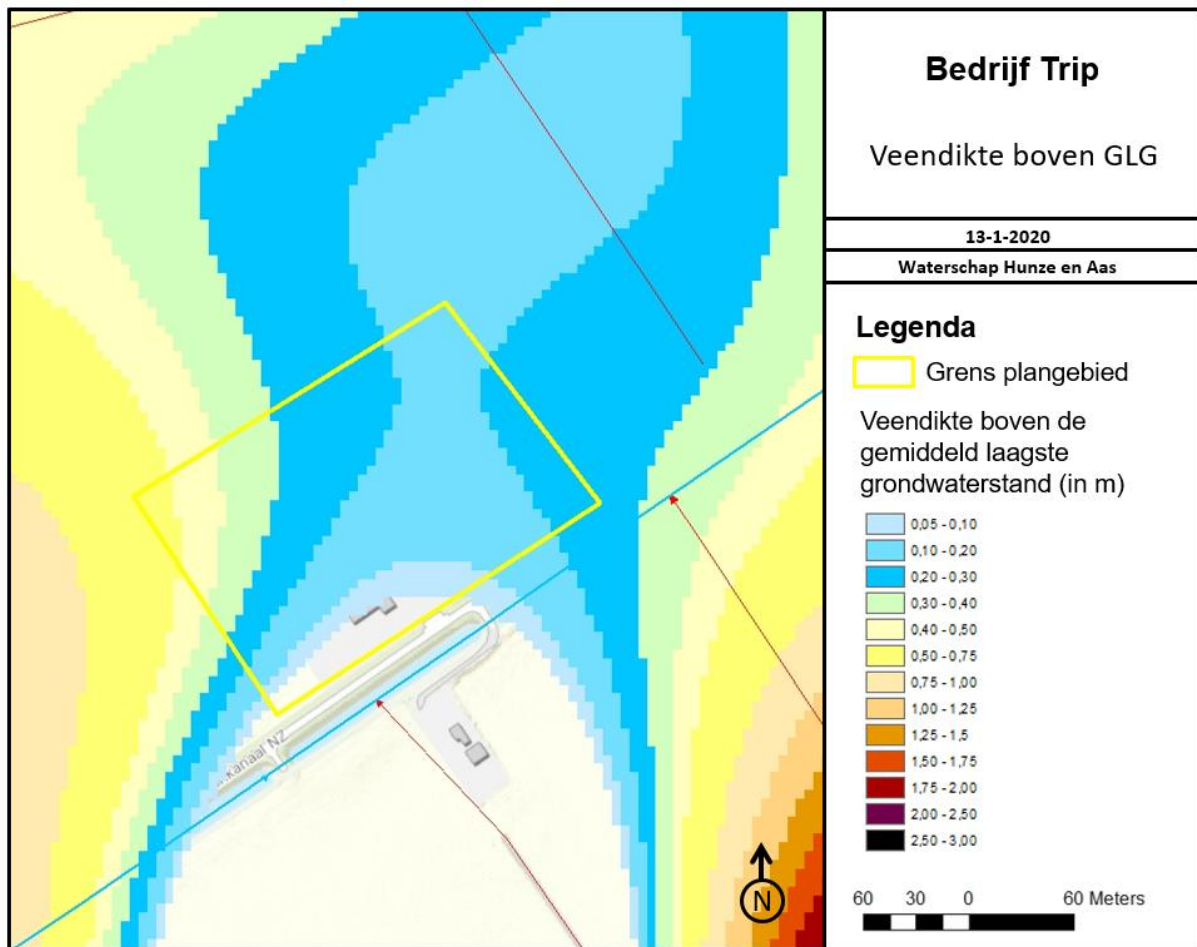 Bedrijf Trip
Veendikte boven GLG
13-1-2020
Waterschap Hunze en Aas
Legenda
Grens plangebied
Veendikte boven de
gemiddeld laagste
grondwaterstand (in m)
0,05 - 0,10
0,10 - 0,20
0,20 - 0,30
0,30 - 0,40
0,40 - 0,50
0,50 - 0,75
0,75 - 1,00
1,00 - 1,25
1,25 - 1,5
1,50 - 1,75
1,75 - 2,00
2,00 - 2,50
2,50 - 3,00
60 30 0 60 Meters
N
kanaal NZ